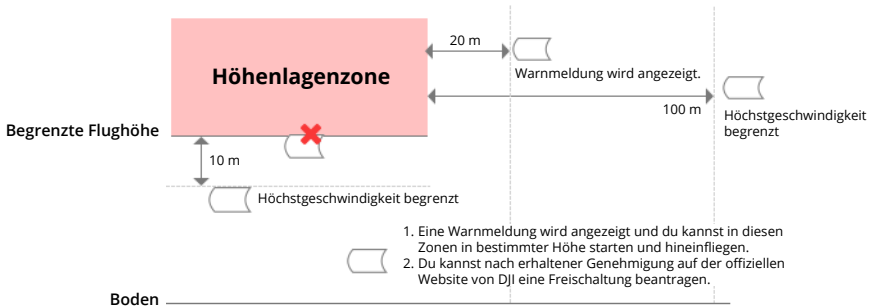 20 m
Höhenlagenzone
Warnmeldung wird angezeigt.
100 m
Höchstgeschwindigkeit
begrenzt
Begrenzte Flughöhe
10 m
Höchstgeschwindigkeit begrenzt
1. Eine Warnmeldung wird angezeigt und du kannst in diesen
Zonen in bestimmter Höhe starten und hineinfliegen.
2. Du kannst nach erhaltener Genehmigung auf der offiziellen
Website von DJI eine Freischaltung beantragen.
Boden